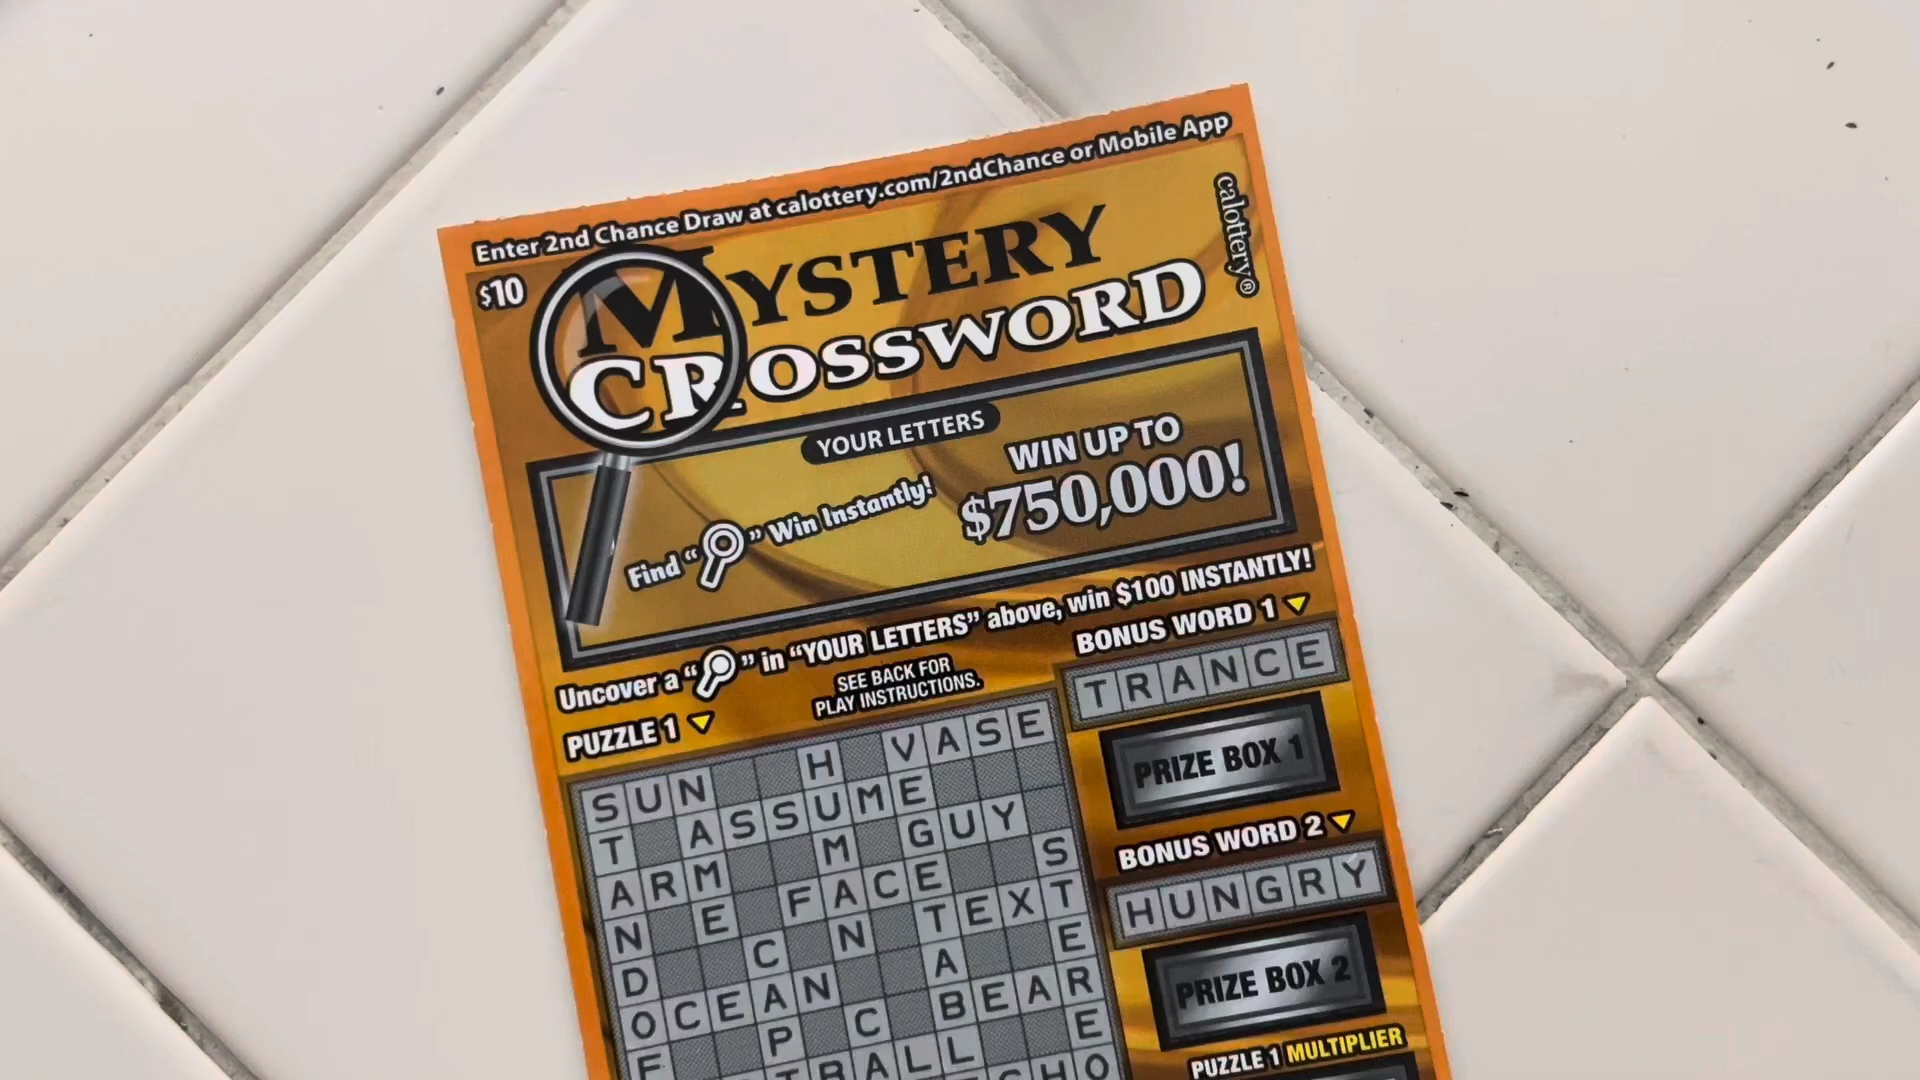 Enter 2nd Chance Draw at calottery.com/2ndChance or Mobile App
$10
MYSTERY
CROSSWORD
calottery®
YOUR LETTERS
Find “ ” Win Instantly!
WIN UP TO
$750,000!
Uncover a “ ” in “YOUR LETTERS” above, win $100 INSTANTLY!
SEE BACK FOR
PLAY INSTRUCTIONS.
PUZZLE 1
BONUS WORD 1
TRANCE
PRIZE BOX 1
BONUS WORD 2
HUNGRY
PRIZE BOX 2
PUZZLE 1 MULTIPLIER
SUN H VASE
T ASSUME
ARM M GUY
N E FACE S
D C N TEXT
OCEAN A E
F P C BEAR
TRALL E
CHO